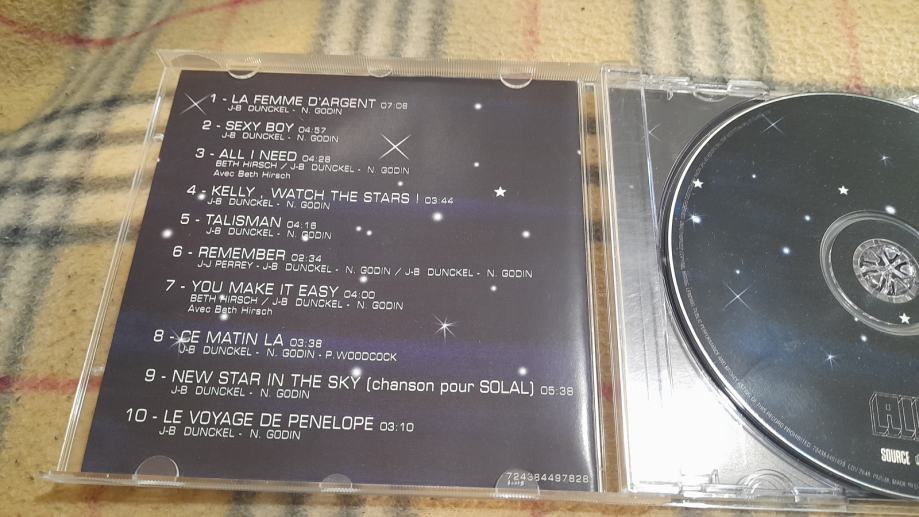 1 - LA FEMME D'ARGENT 07:08
J-B DUNCKEL - N. GODIN
2 - SEXY BOY 04:57
J-B DUNCKEL - N. GODIN
3 - ALL I NEED 04:28
BETH HIRSCH / J-B DUNCKEL - N. GODIN
Avec Beth Hirsch
4 - KELLY , WATCH THE STARS ! 03:44
J-B DUNCKEL - N. GODIN
5 - TALISMAN 04:16
J-B DUNCKEL - N. GODIN
6 - REMEMBER 02:34
J-J PERREY - J-B DUNCKEL - N. GODIN / J-B DUNCKEL - N. GODIN
7 - YOU MAKE IT EASY 04:00
BETH HIRSCH / J-B DUNCKEL - N. GODIN
Avec Beth Hirsch
8 - CE MATIN LA 03:38
J-B DUNCKEL - N. GODIN - P.WOODCOCK
9 - NEW STAR IN THE SKY (chanson pour SOLAL) 05:38
J-B DUNCKEL - N. GODIN
10 - LE VOYAGE DE PENELOPE 03:10
J-B DUNCKEL - N. GODIN
724384497828
SOURCE